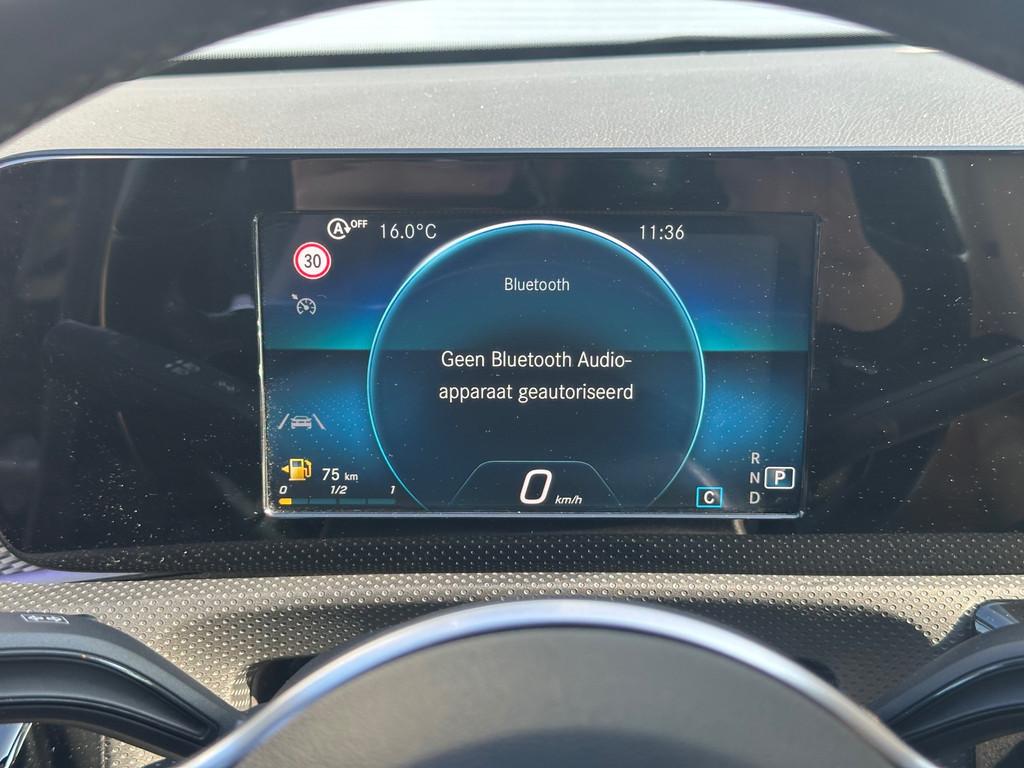 A OFF 16.0°C 11:36
30
Bluetooth
Geen Bluetooth Audio-
apparaat geautoriseerd
75 km
0 1/2 1
0 km/h
C
R
N P
D